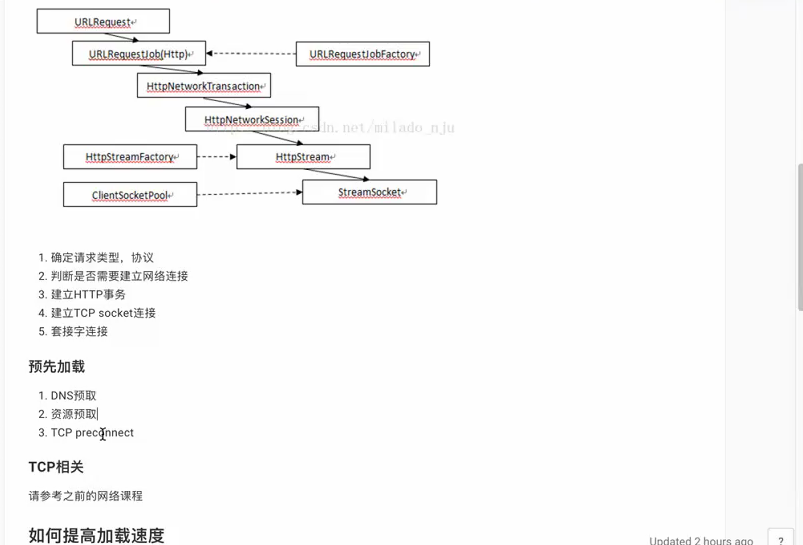 URLRequest
URLRequestJob(Http)
URLRequestJobFactory
HttpNetworkTransaction
HttpNetworkSession
csdn.net/milado_nju
HttpStreamFactory
HttpStream
ClientSocketPool
StreamSocket
1. 确定请求类型，协议
2. 判断是否需要建立网络连接
3. 建立HTTP事务
4. 建立TCP socket连接
5. 套接字连接
预先加载
1. DNS预取
2. 资源预取
3. TCP preconnect
TCP相关
请参考之前的网络课程
如何提高加载速度
Updated 2 hours ago
?